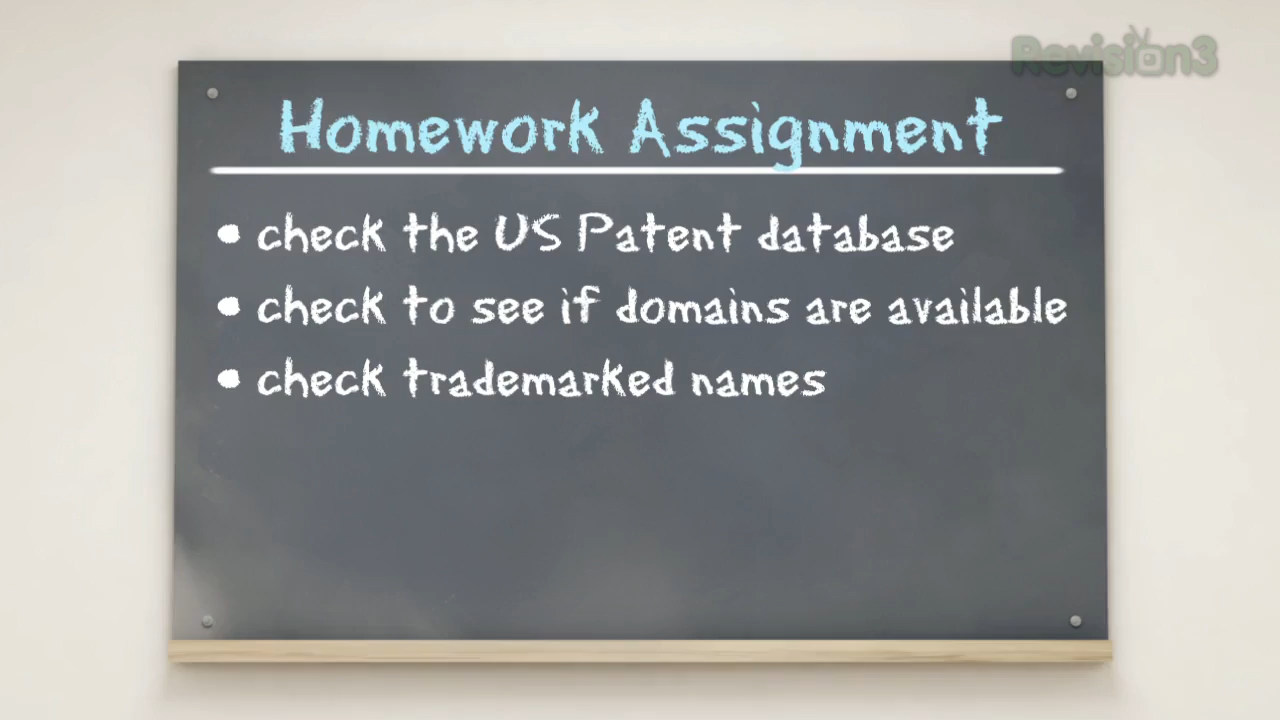 Revision3
Homework Assignment
• check the US Patent database
• check to see if domains are available
• check trademarked names